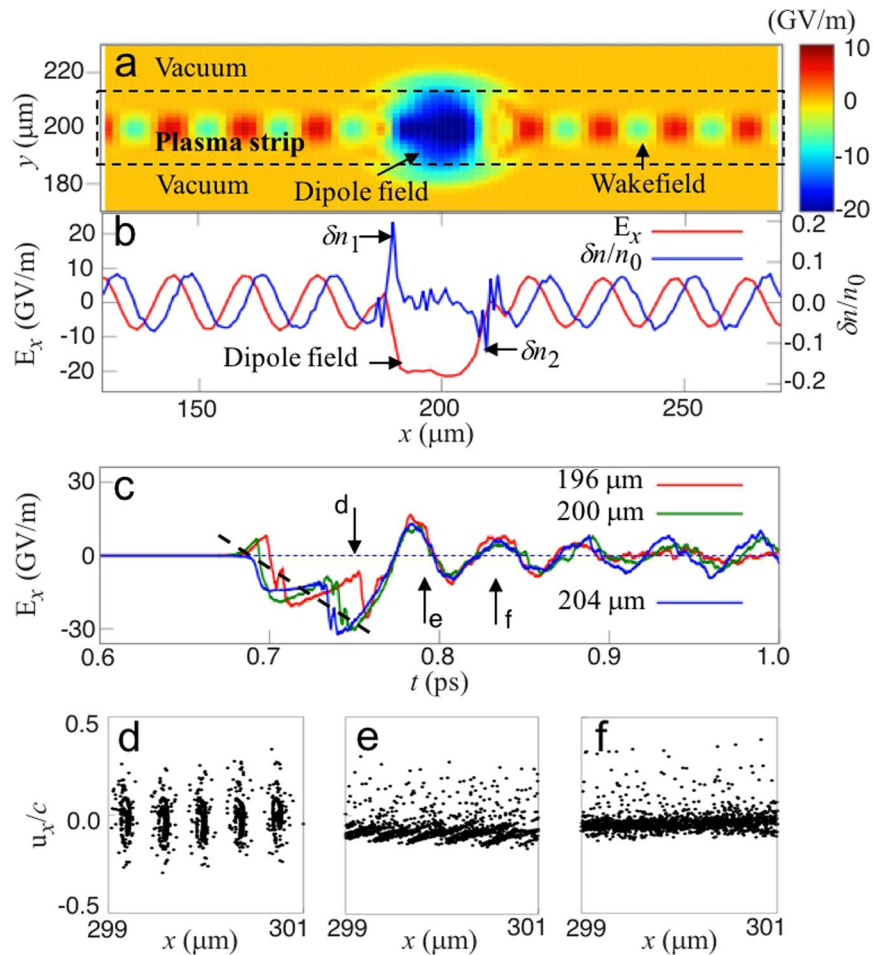 (GV/m)
a
Vacuum
Plasma strip
Vacuum
Dipole field
Wakefield
y (μm)
220
200
180
10
0
-10
-20
b
δn1
Ex
δn/n0
Dipole field
δn2
Ex (GV/m)
20
10
0
-10
-20
0.2
0.1
0.0
-0.1
-0.2
δn/n0
150
200
250
x (μm)
c
d
e
f
196 μm
200 μm
204 μm
Ex (GV/m)
30
0
-30
0.6
0.7
0.8
0.9
1.0
t (ps)
d
e
f
ux/c
0.5
0.0
-0.5
299
301
299
301
299
301
x (μm)
x (μm)
x (μm)